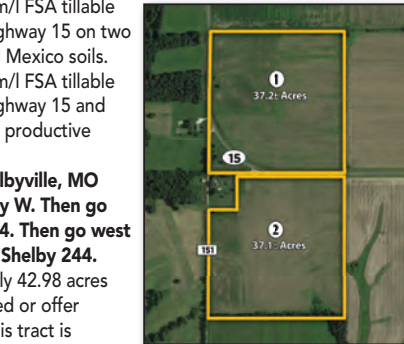 m/l FSA tillable
ghway 15 on two
Mexico soils.
m/l FSA tillable
ghway 15 and
productive
lbyville, MO
y W. Then go
4. Then go west
Shelby 244.
ly 42.98 acres
ed or offer
is tract is
1
37.2± Acres
15
2
37.1± Acres
151